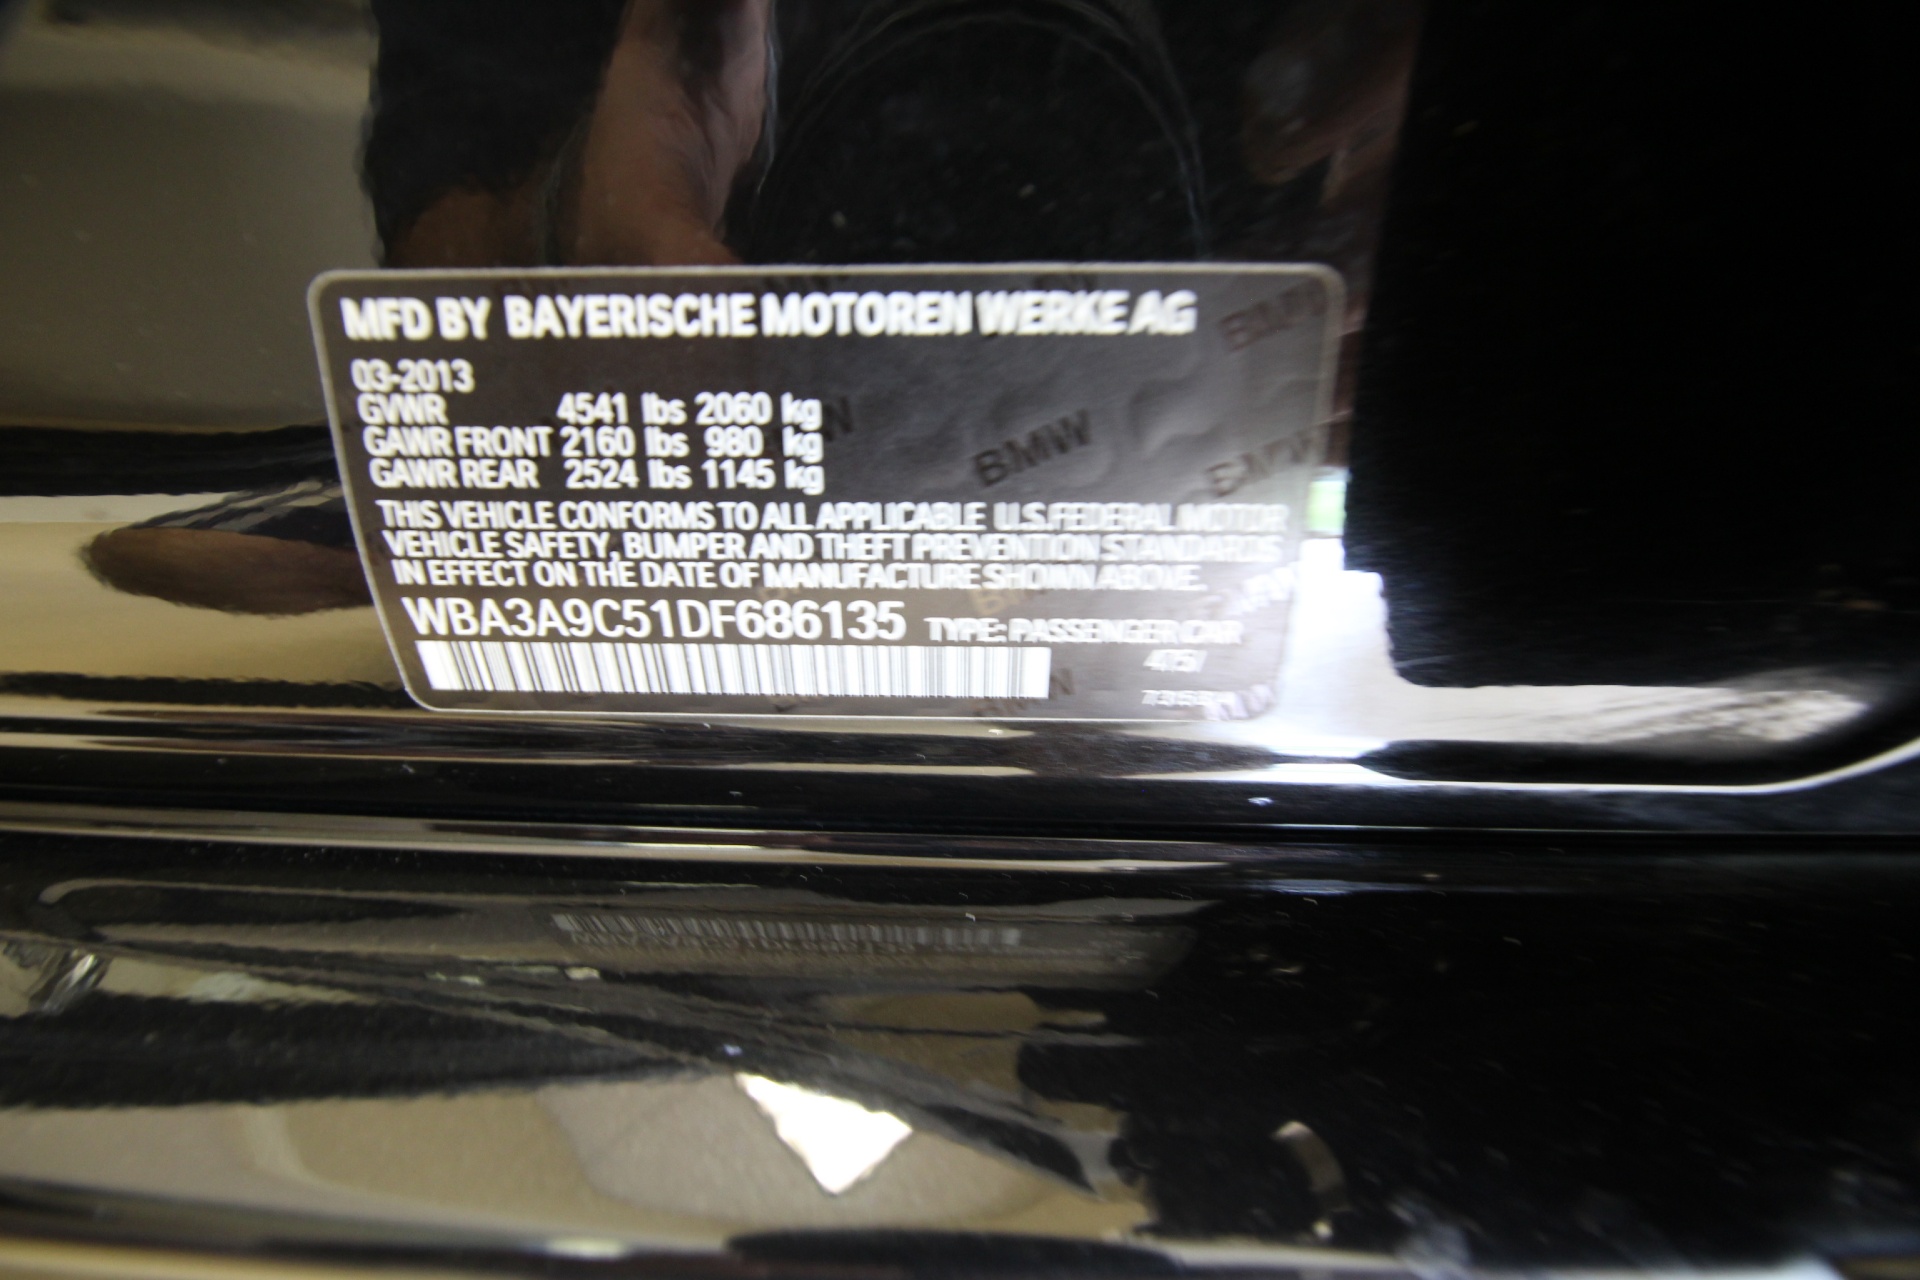 MFD BY BAYERISCHE MOTOREN WERKE AG
03-2013
GVWR 4541 lbs 2060 kg
GAWR FRONT 2160 lbs 980 kg
GAWR REAR 2524 lbs 1145 kg
THIS VEHICLE CONFORMS TO ALL APPLICABLE U.S.FEDERAL MOTOR
VEHICLE SAFETY, BUMPER AND THEFT PREVENTION STANDARDS
IN EFFECT ON THE DATE OF MANUFACTURE SHOWN ABOVE.
WBA3A9C51DF686135 TYPE: PASSENGER CAR
BMW